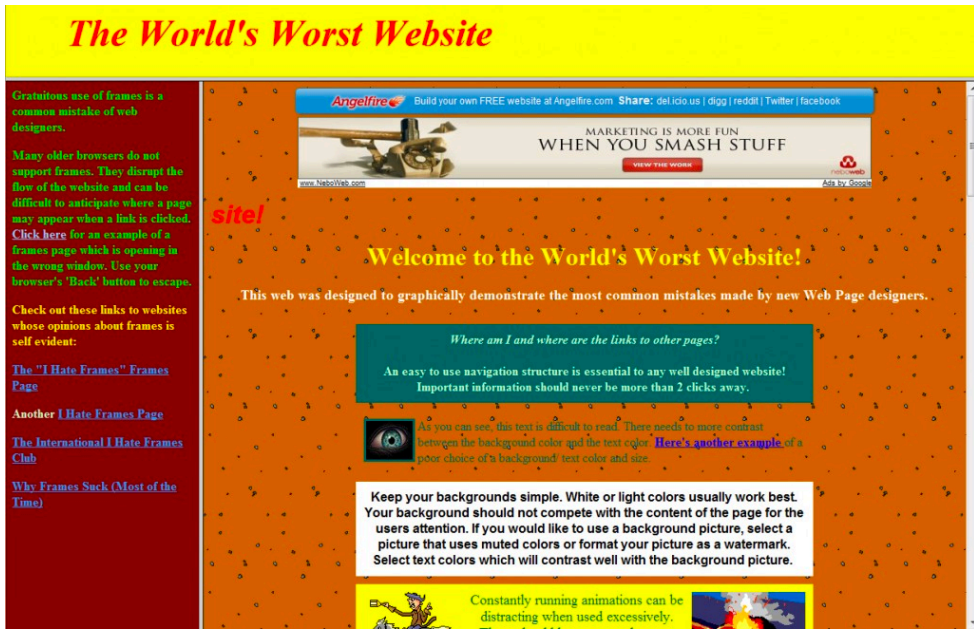 The World's Worst Website
Gratuitous use of frames is a
common mistake of web
designers.
Many older browsers do not
support frames. They disrupt the
flow of the website and can be
difficult to anticipate where a page
may appear when a link is clicked.
Click here for an example of a
frames page which is opening in
the wrong window. Use your
browser's 'Back' button to escape.
Check out these links to websites
whose opinions about frames is
self evident:
The "I Hate Frames" Frames
Page
Another I Hate Frames Page
The International I Hate Frames
Club
Why Frames Suck (Most of the
Time)
Angelfire Build your own FREE website at Angelfire.com Share: del.icio.us | digg | reddit | Twitter | facebook
MARKETING IS MORE FUN
WHEN YOU SMASH STUFF
VIEW THE WORK
neboweb
www.NeboWeb.com Ads by Google
site!
Welcome to the World's Worst Website!
This web was designed to graphically demonstrate the most common mistakes made by new Web Page designers.
Where am I and where are the links to other pages?
An easy to use navigation structure is essential to any well designed website!
Important information should never be more than 2 clicks away.
As you can see, this text is difficult to read. There needs to more contrast
between the background color and the text color. Here's another example of a
poor choice of a background/ text color and size.
Keep your backgrounds simple. White or light colors usually work best.
Your background should not compete with the content of the page for the
users attention. If you would like to use a background picture, select a
picture that uses muted colors or format your picture as a watermark.
Select text colors which will contrast well with the background picture.
Constantly running animations can be
distracting when used excessively.